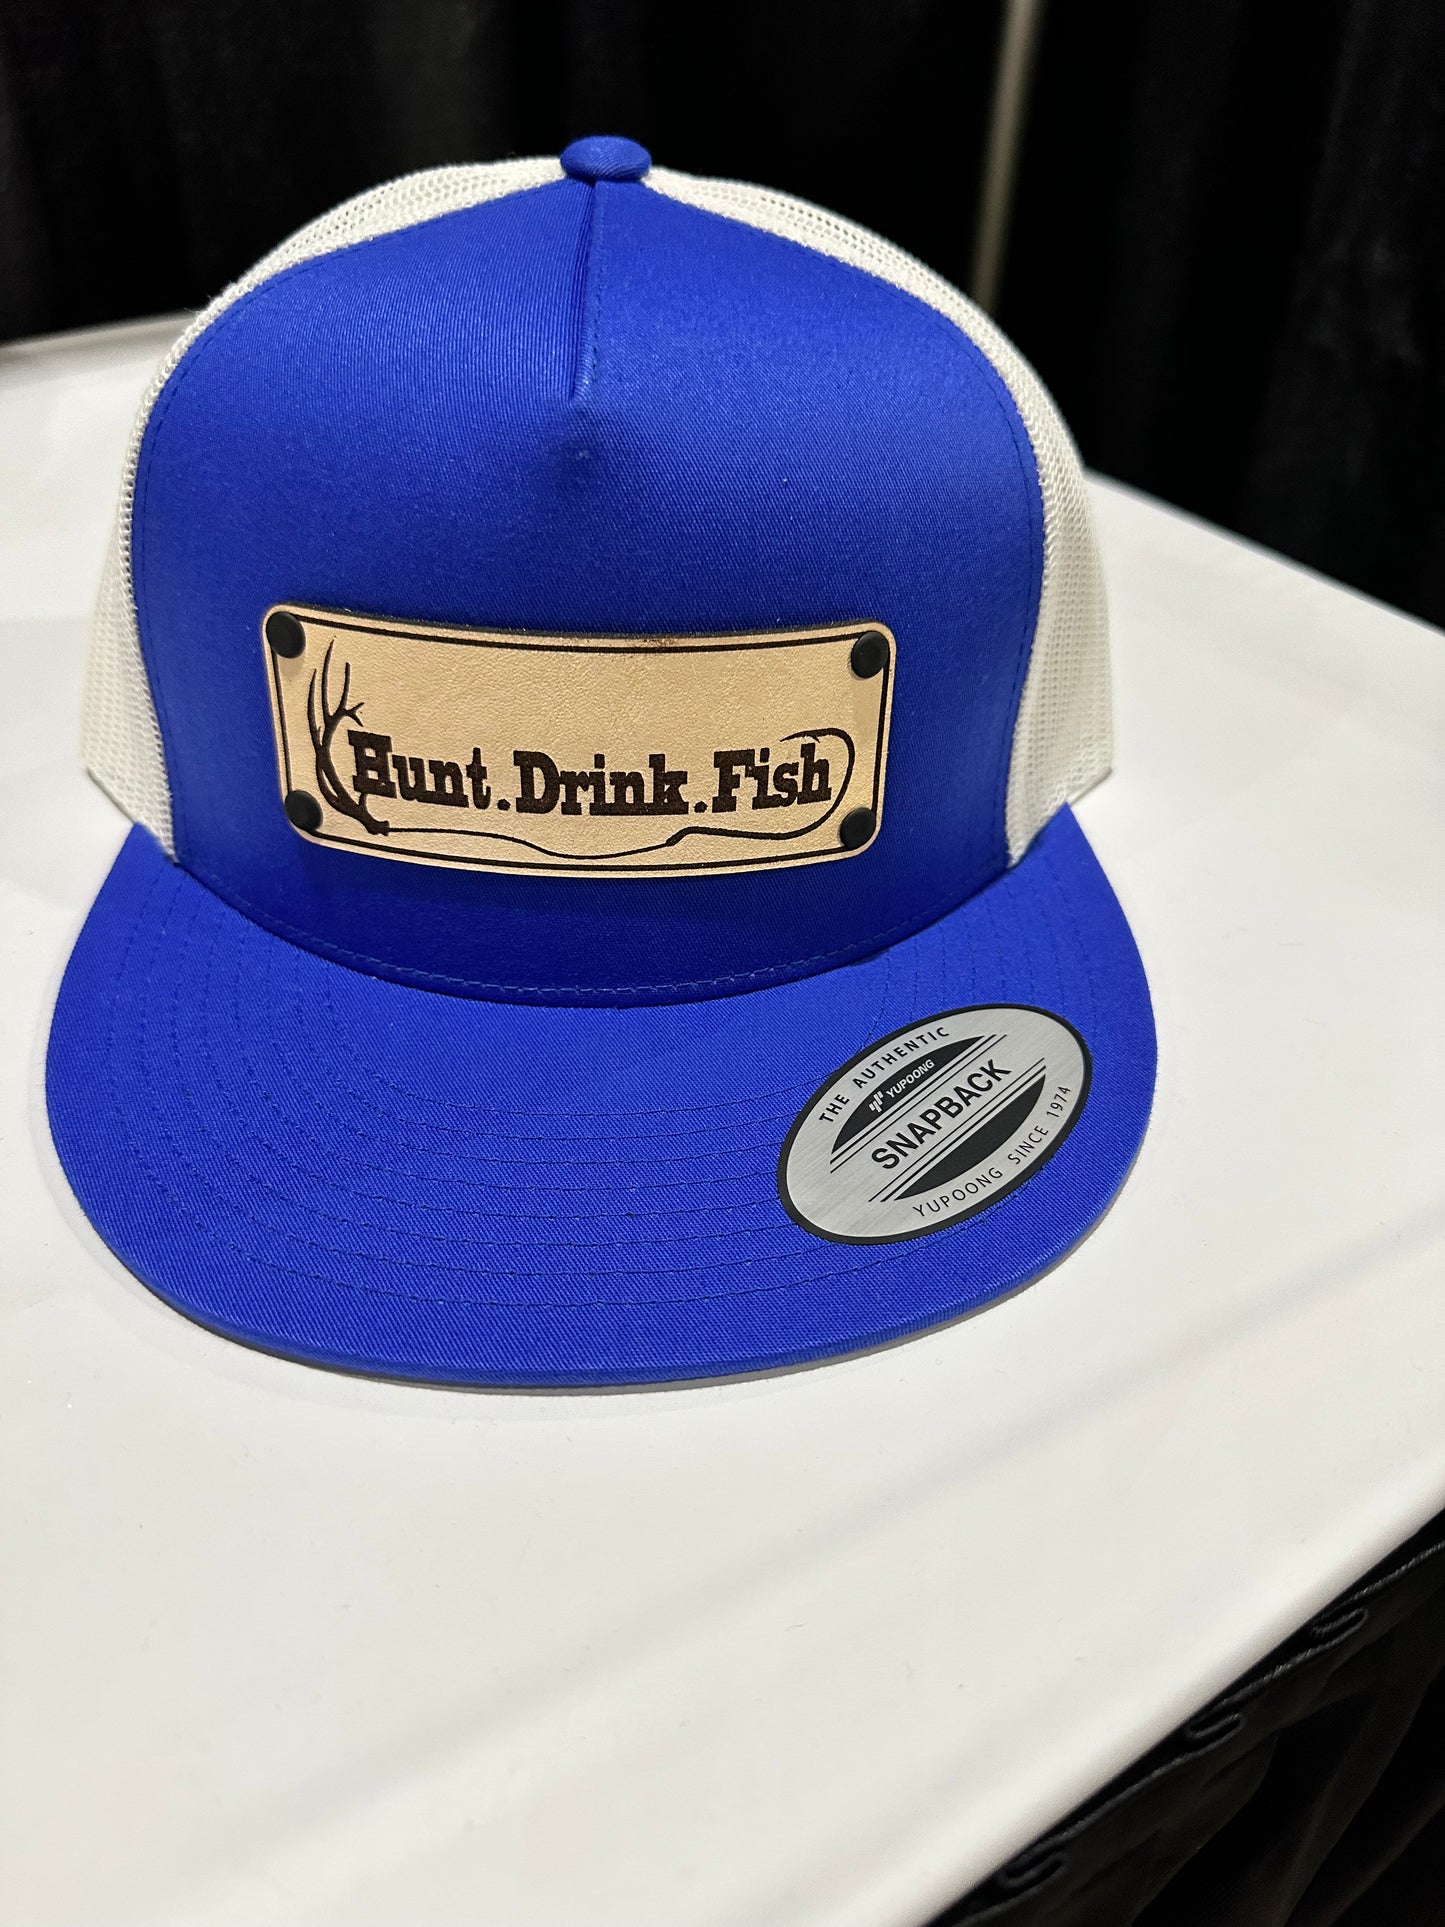 Hunt.Drink.Fish
THE AUTHENTIC
YUPOONG
SNAPBACK
YUPOONG SINCE 1974